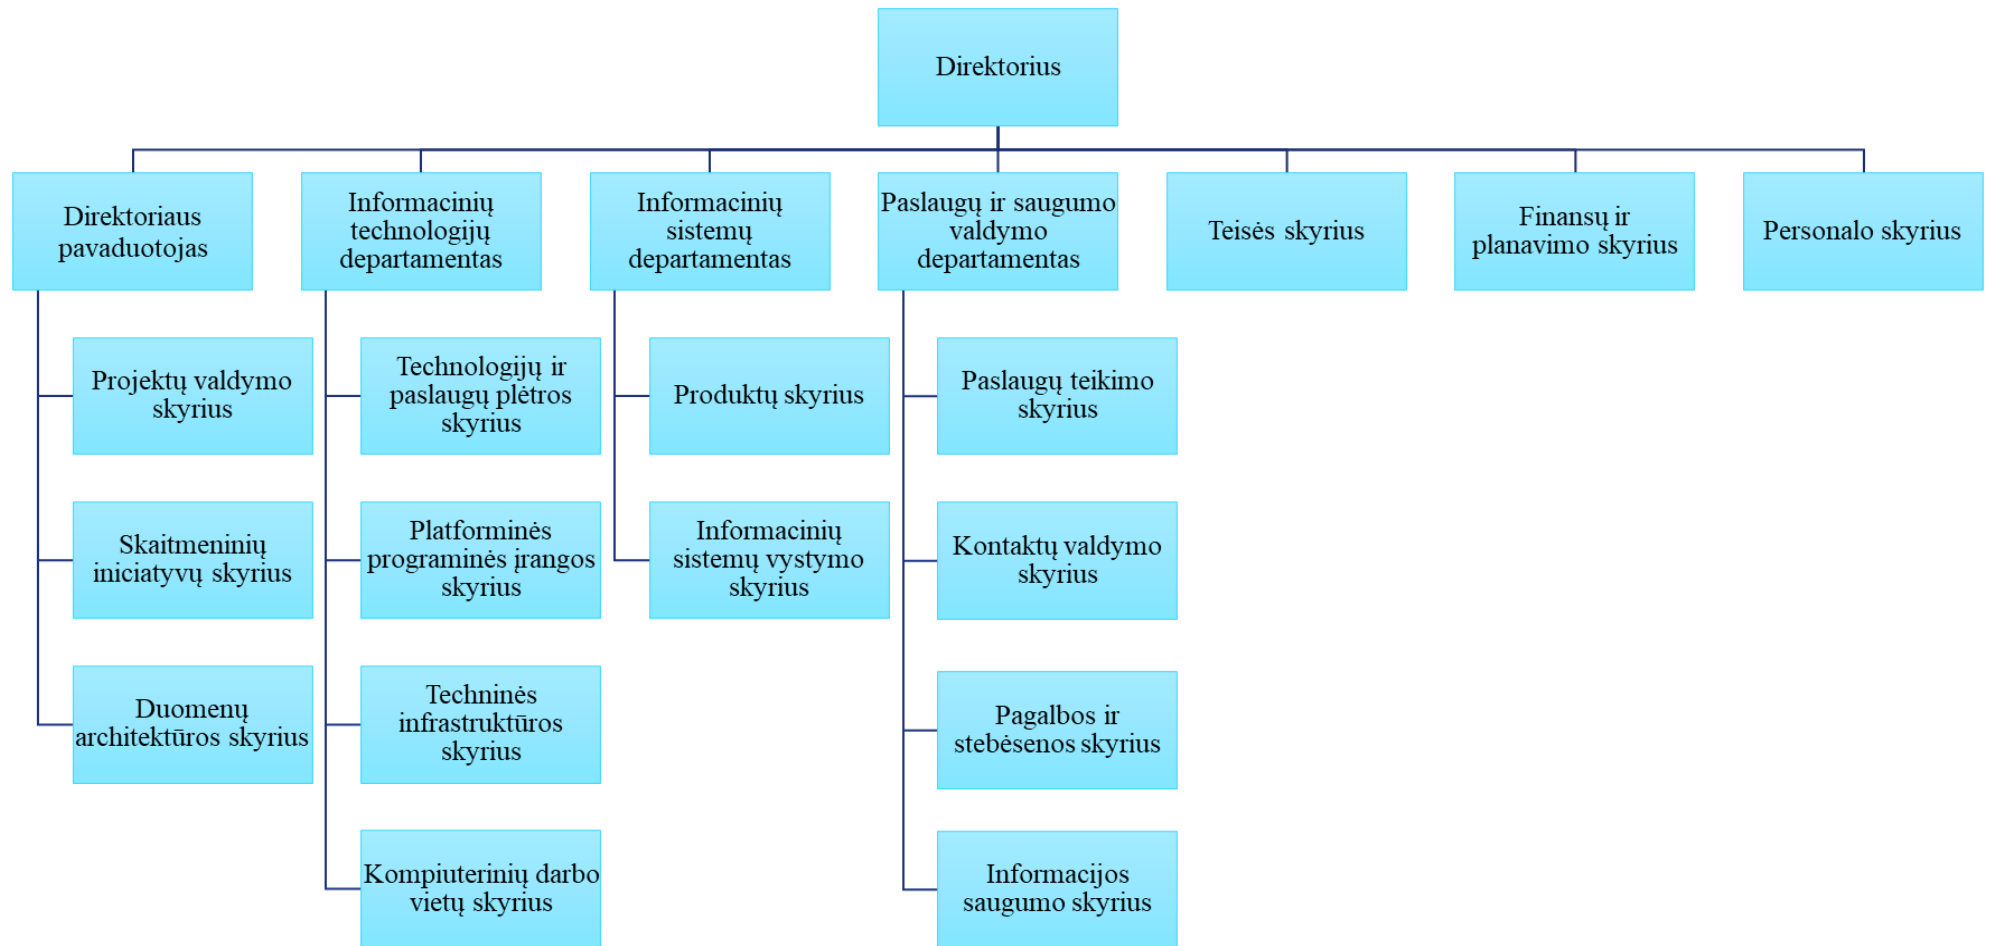 Direktorius
Direktoriaus
pavaduotojas
Informacinių
technologijų
departamentas
Informacinių
sistemų
departamentas
Paslaugų ir saugumo
valdymo
departamentas
Teisės skyrius
Finansų ir
planavimo skyrius
Personalo skyrius
Projektų valdymo
skyrius
Skaitmeninių
iniciatyvų skyrius
Duomenų
architektūros skyrius
Technologijų ir
paslaugų plėtros
skyrius
Platforminės
programinės įrangos
skyrius
Techninės
infrastruktūros
skyrius
Kompiuterinių darbo
vietų skyrius
Produktų skyrius
Informacinių
sistemų vystymo
skyrius
Paslaugų teikimo
skyrius
Kontaktų valdymo
skyrius
Pagalbos ir
stebėsenos skyrius
Informacijos
saugumo skyrius